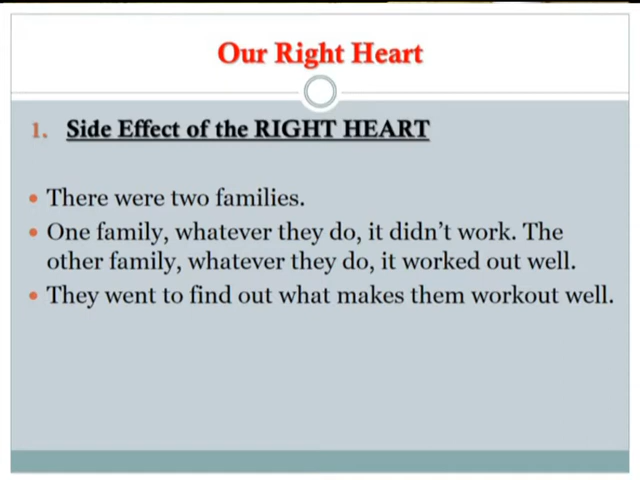 Our Right Heart
1. Side Effect of the RIGHT HEART
• There were two families.
• One family, whatever they do, it didn't work. The
other family, whatever they do, it worked out well.
• They went to find out what makes them workout well.